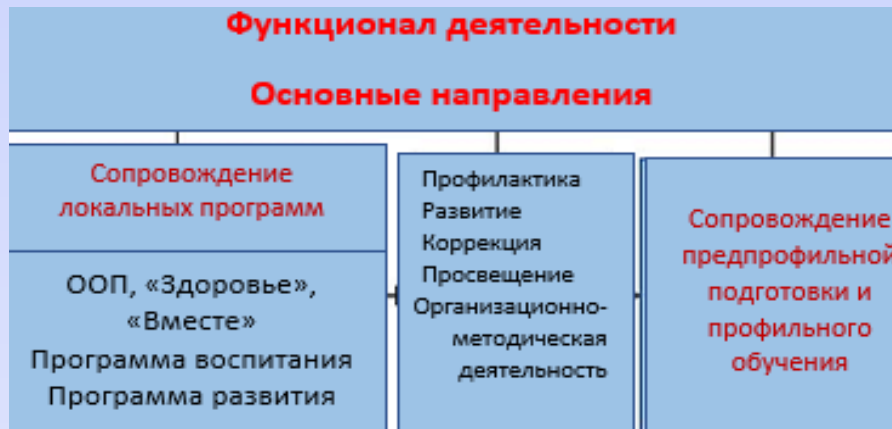 Функционал деятельности
Основные направления
Сопровождение
локальных программ
ООП, «Здоровье»,
«Вместе»
Программа воспитания
Программа развития
Профилактика
Развитие
Коррекция
Просвещение
Организационно-
методическая
деятельность
Сопровождение
предпрофильной
подготовки и
профильного
обучения